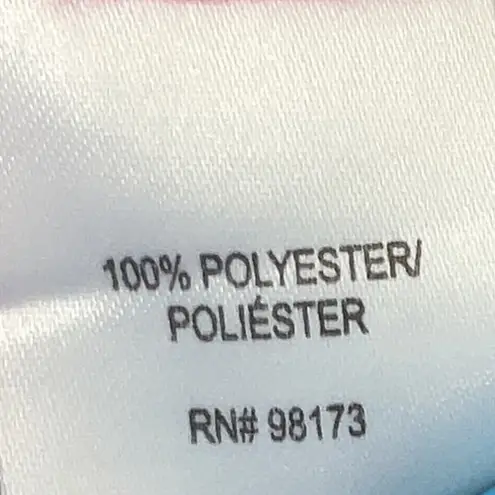 100% POLYESTER/
POLIÉSTER
RN# 98173